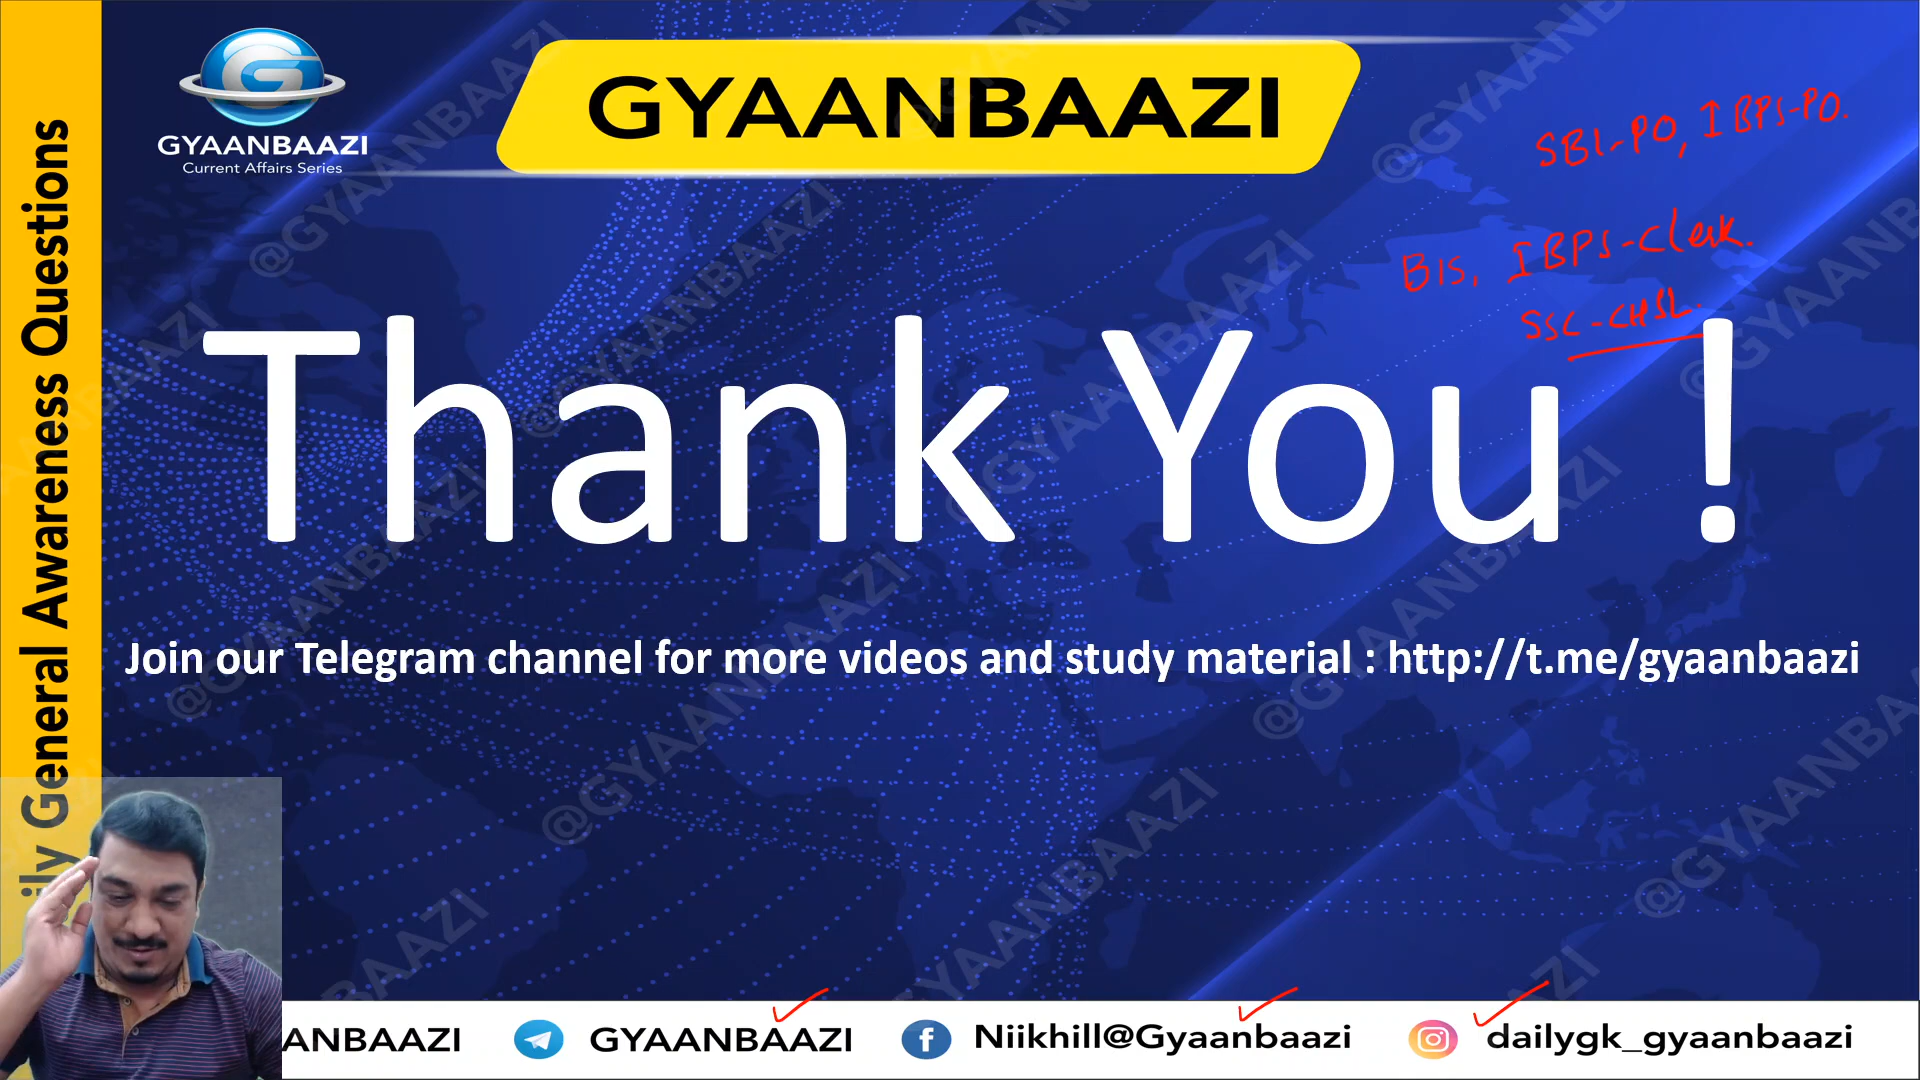 GYAANBAAZI
Current Affairs Series
GYAANBAAZI
SBI-PO, IBPS-PO.
BIS, IBPS-Clerk.
SSC-CHSL.
Thank You !
Join our Telegram channel for more videos and study material : http://t.me/gyaanbaazi
ily General Awareness Questions
ANBAAZI
GYAANBAAZI
Niikhill@Gyaanbaazi
dailygk_gyaanbaazi
@GYAANBAAZI